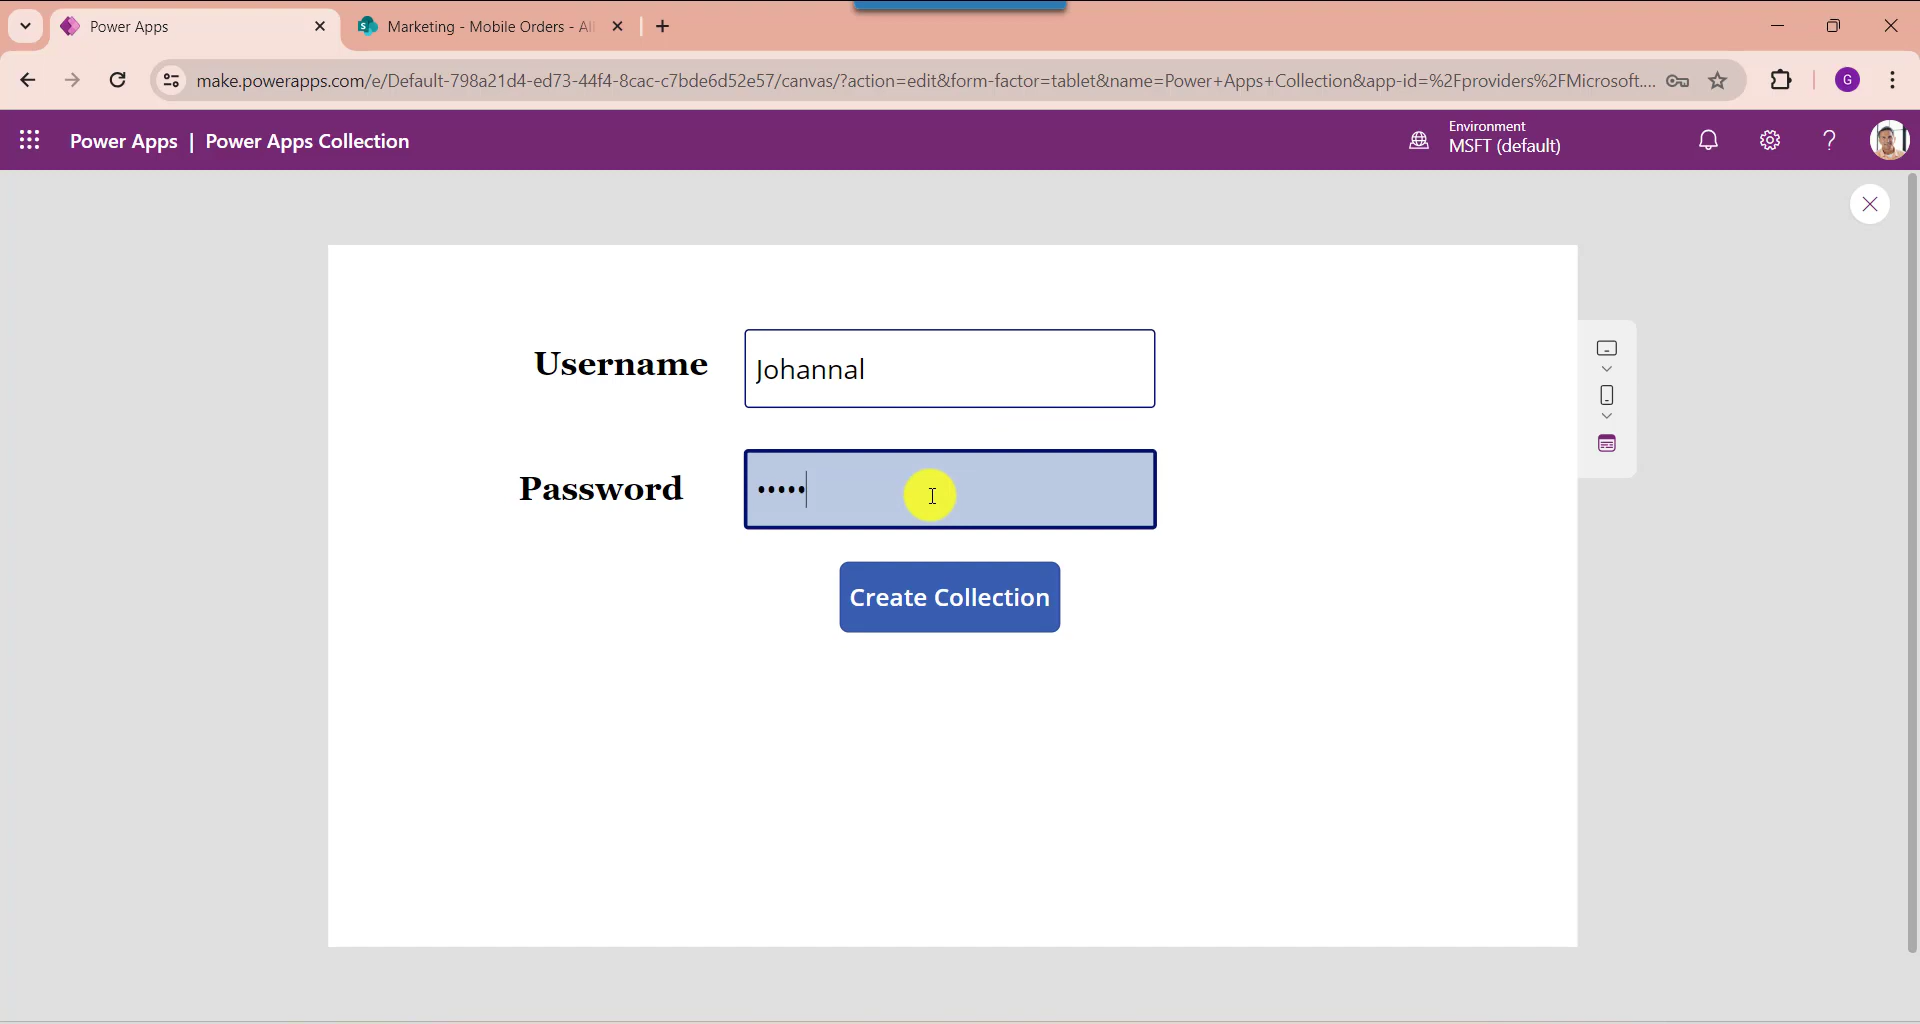 Power Apps
Marketing - Mobile Orders - Al
make.powerapps.com/e/Default-798a21d4-ed73-44f4-8cac-c7bde6d52e57/canvas/?action=edit&form-factor=tablet&name=Power+Apps+Collection&app-id=%2Fproviders%2FMicrosoft....
G
Power Apps | Power Apps Collection
Environment
MSFT (default)
Username
Johannal
Password
•••••
Create Collection